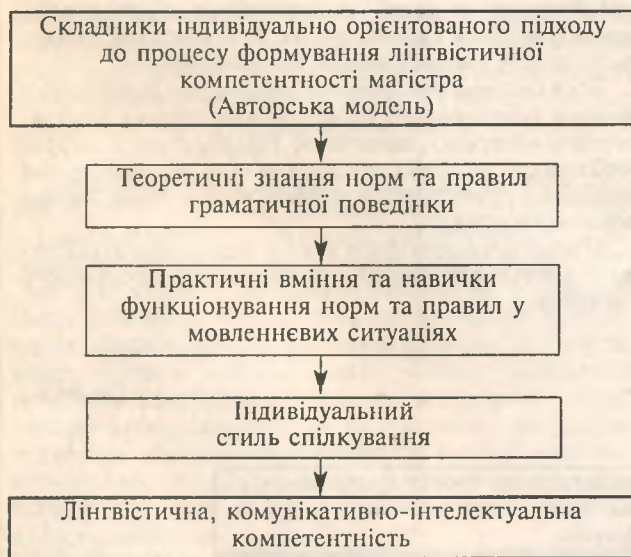 Складники індивідуально орієнтованого підходу
до процесу формування лінгвістичної
компетентності магістра
(Авторська модель)
Теоретичні знання норм та правил
граматичної поведінки
Практичні вміння та навички
функціонування норм та правил у
мовленнєвих ситуаціях
Індивідуальний
стиль спілкування
Лінгвістична, комунікативно-інтелектуальна
компетентність